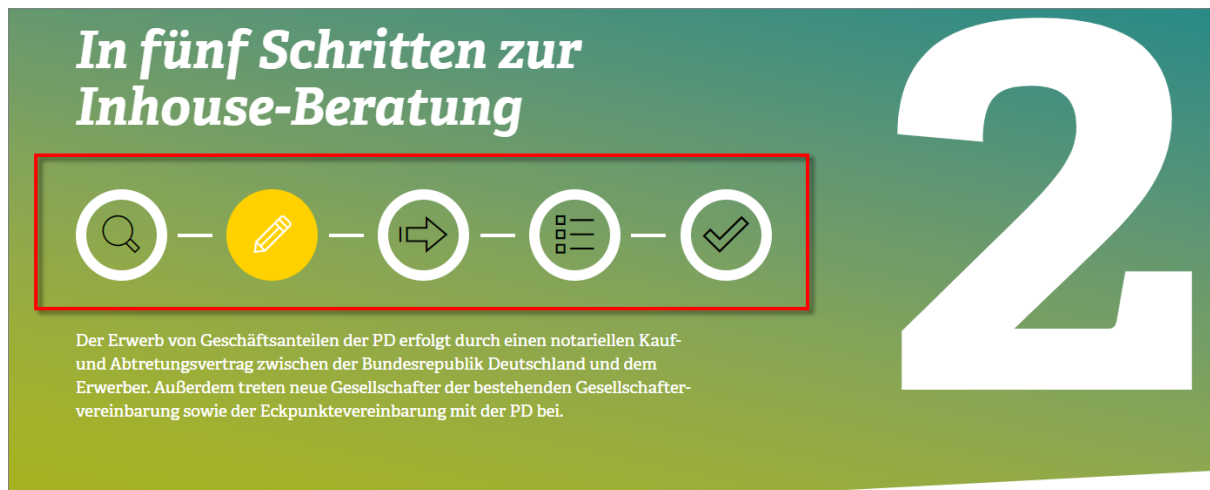 In fünf Schritten zur
Inhouse-Beratung
2
Der Erwerb von Geschäftsanteilen der PD erfolgt durch einen notariellen Kauf-
und Abtretungsvertrag zwischen der Bundesrepublik Deutschland und dem
Erwerber. Außerdem treten neue Gesellschafter der bestehenden Gesellschafter-
vereinbarung sowie der Eckpunktevereinbarung mit der PD bei.